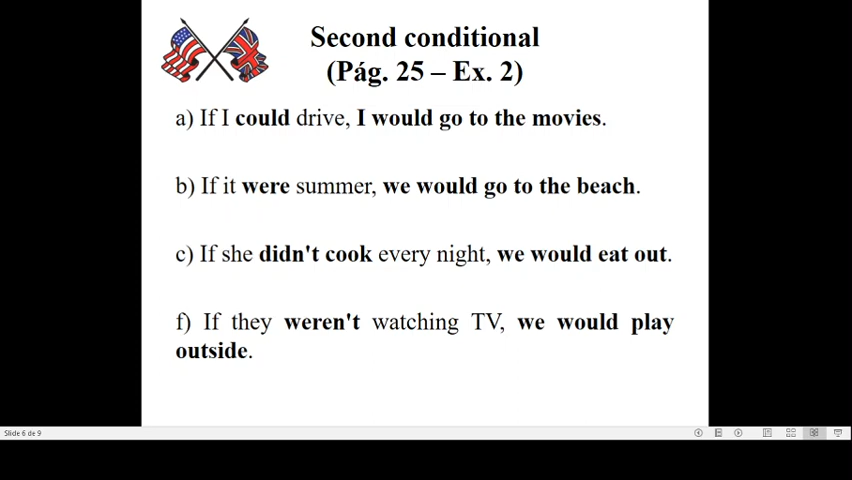 Second conditional
(Pág. 25 – Ex. 2)
a) If I could drive, I would go to the movies.
b) If it were summer, we would go to the beach.
c) If she didn't cook every night, we would eat out.
f) If they weren't watching TV, we would play
outside.
Slide 6 de 9